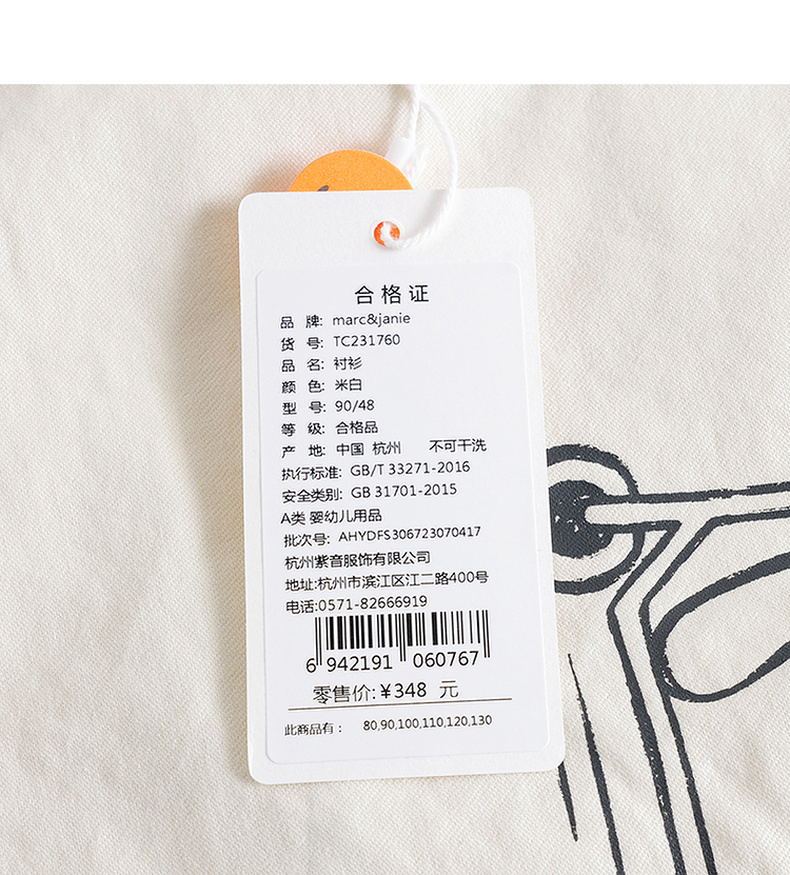 合格证
品 牌: marc&janie
货 号: TC231760
品 名: 衬衫
颜 色: 米白
型 号: 90/48
等 级: 合格品
产 地: 中国 杭州 不可干洗
执行标准: GB/T 33271-2016
安全类别: GB 31701-2015
A类 婴幼儿用品
批次号: AHYDFS306723070417
杭州紫音服饰有限公司
地址:杭州市滨江区江二路400号
电话:0571-82666919
6 942191 060767
零售价:¥348 元
此商品有： 80,90,100,110,120,130